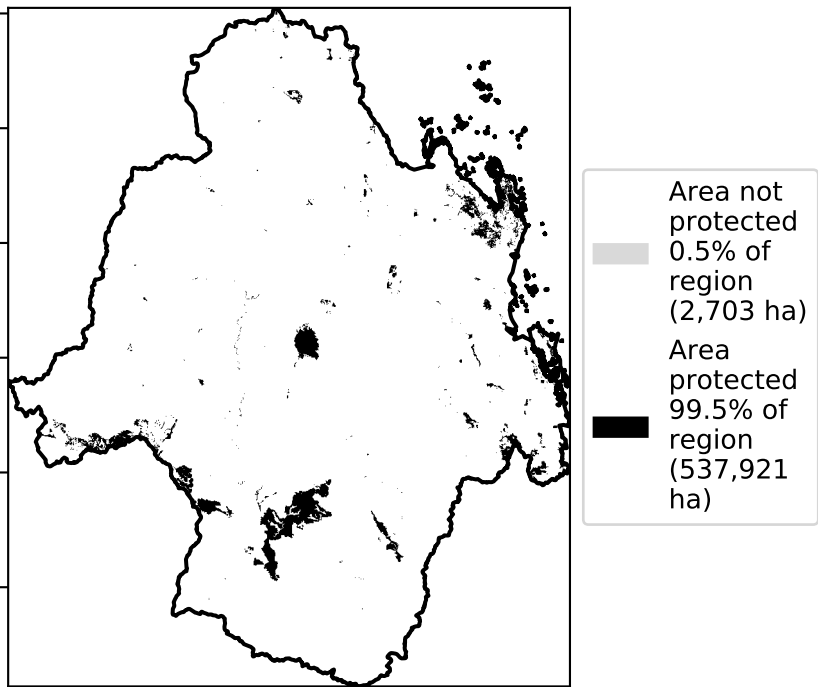 Area not
protected
0.5% of
region
(2,703 ha)
Area
protected
99.5% of
region
(537,921
ha)